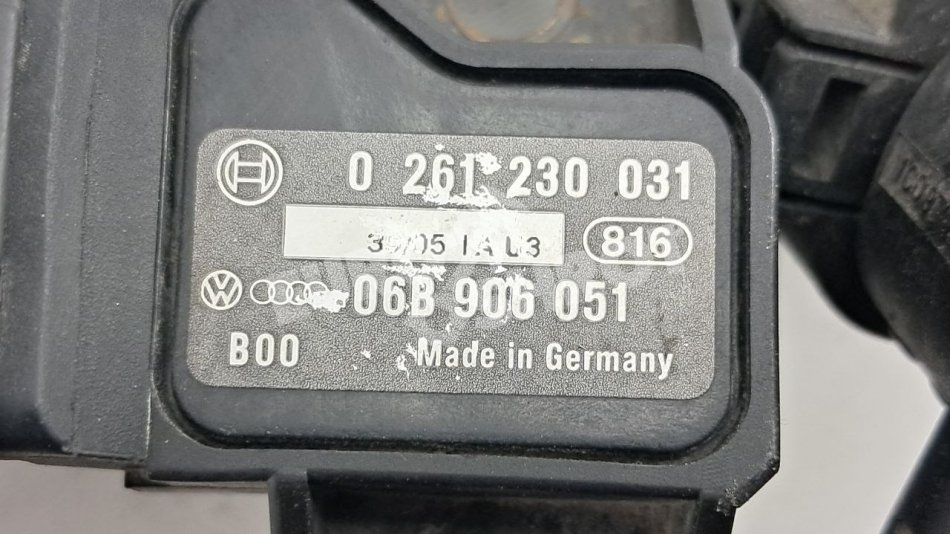 0 261 230 031
816
06B 906 051
B00
Made in Germany